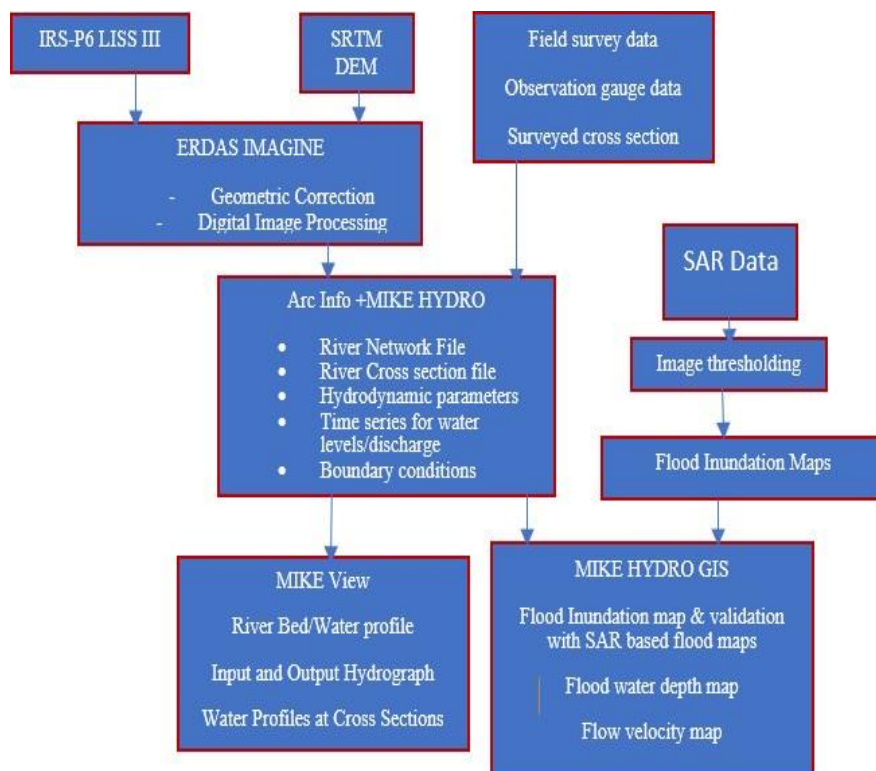 IRS-P6 LISS III
SRTM
DEM
Field survey data
Observation gauge data
Surveyed cross section
ERDAS IMAGINE
- Geometric Correction
- Digital Image Processing
SAR Data
Arc Info +MIKE HYDRO
• River Network File
• River Cross section file
• Hydrodynamic parameters
• Time series for water
levels/discharge
• Boundary conditions
Image thresholding
Flood Inundation Maps
MIKE View
River Bed/Water profile
Input and Output Hydrograph
Water Profiles at Cross Sections
MIKE HYDRO GIS
Flood Inundation map & validation
with SAR based flood maps
Flood water depth map
Flow velocity map